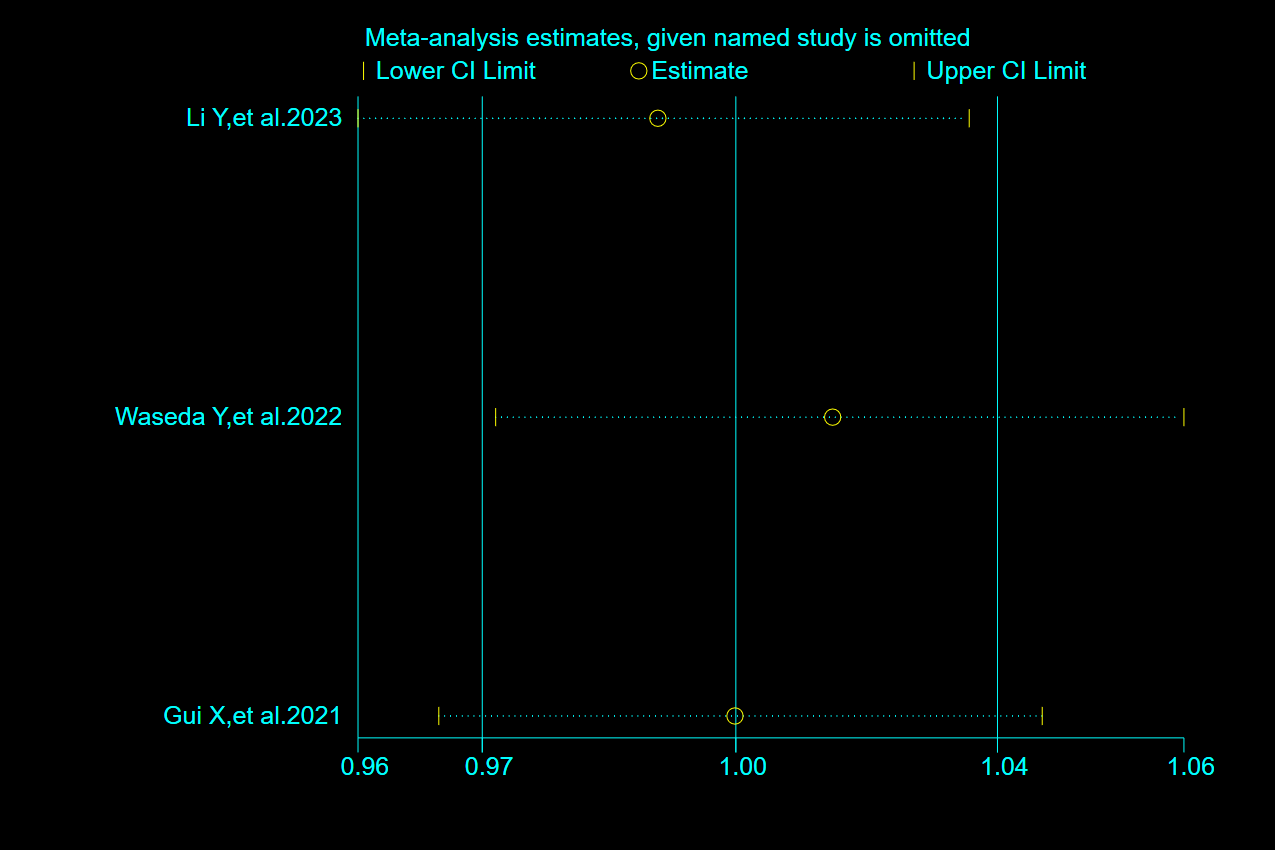 Meta-analysis estimates, given named study is omitted
Lower CI Limit Estimate Upper CI Limit
Li Y,et al.2023
Waseda Y,et al.2022
Gui X,et al.2021
0.96 0.97 1.00 1.04 1.06